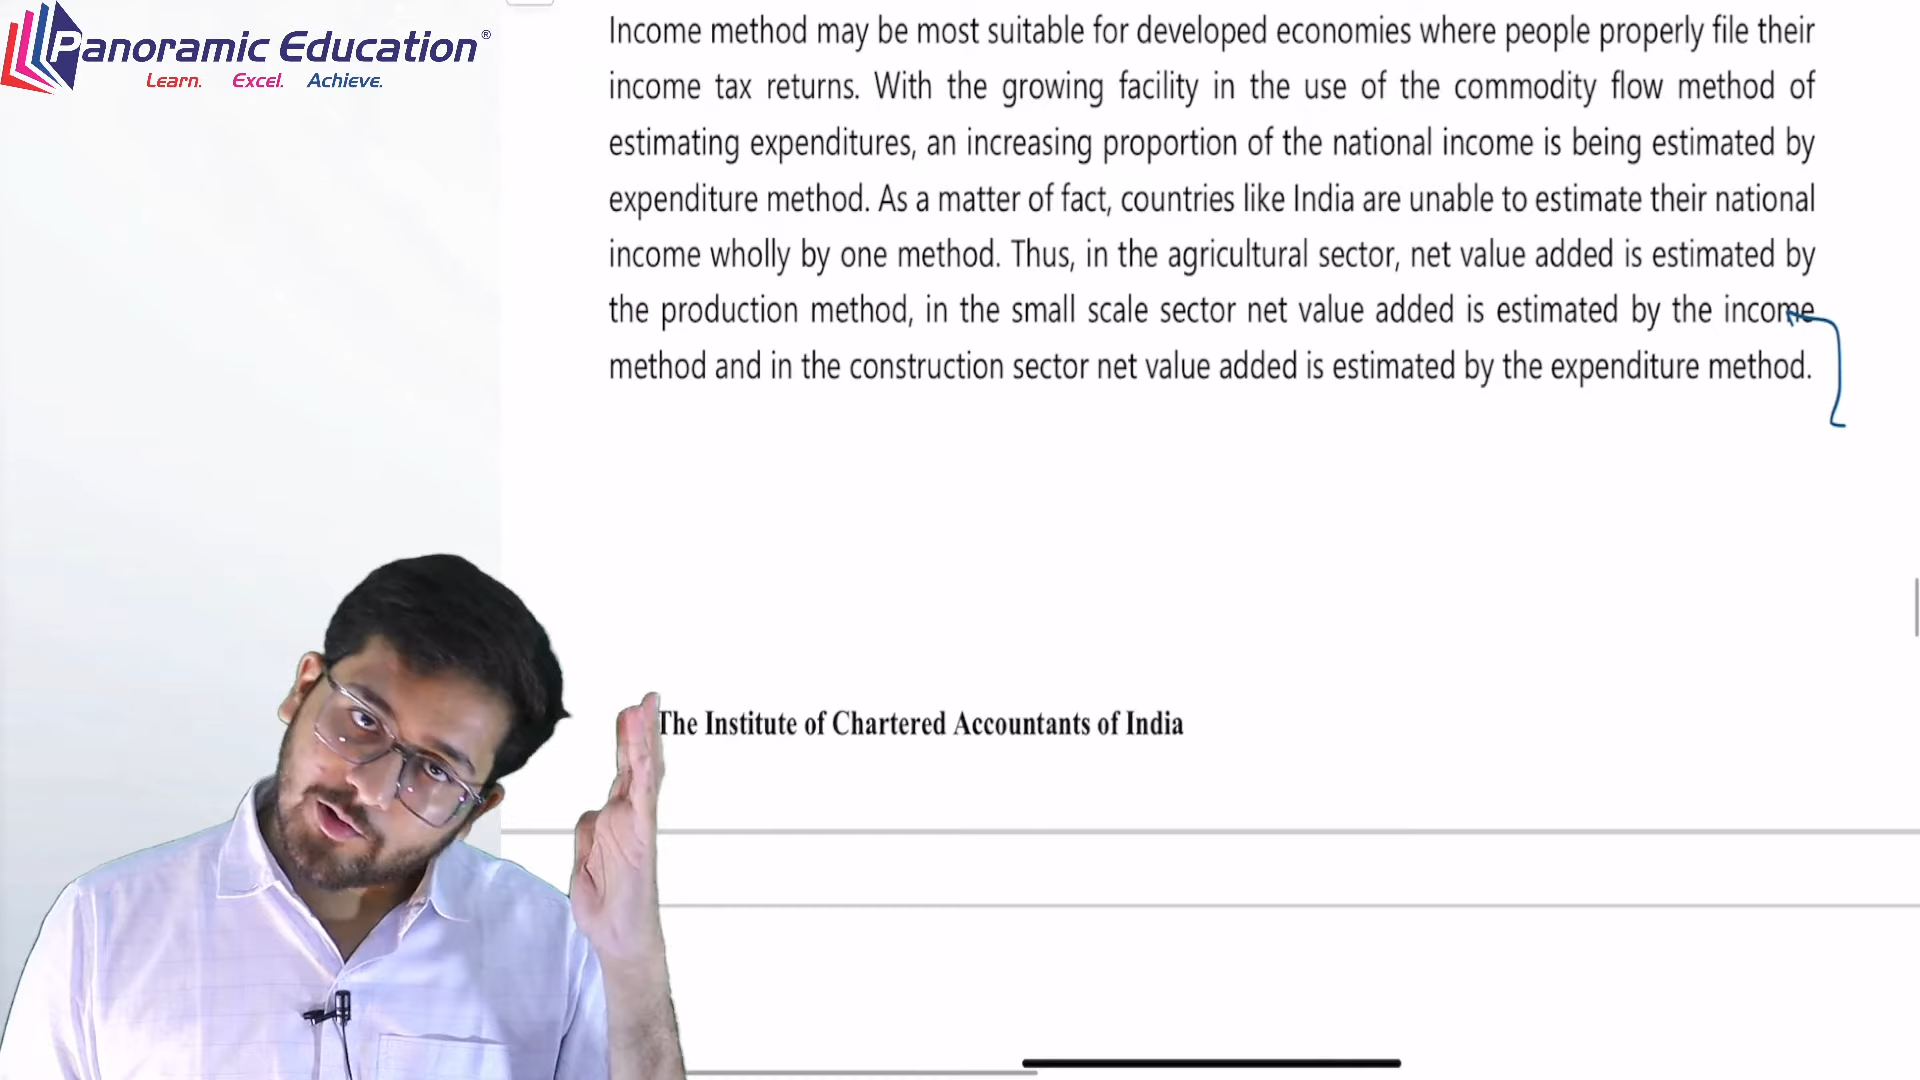 Panoramic Education®
Learn. Excel. Achieve.
Income method may be most suitable for developed economies where people properly file their
income tax returns. With the growing facility in the use of the commodity flow method of
estimating expenditures, an increasing proportion of the national income is being estimated by
expenditure method. As a matter of fact, countries like India are unable to estimate their national
income wholly by one method. Thus, in the agricultural sector, net value added is estimated by
the production method, in the small scale sector net value added is estimated by the income
method and in the construction sector net value added is estimated by the expenditure method.
The Institute of Chartered Accountants of India